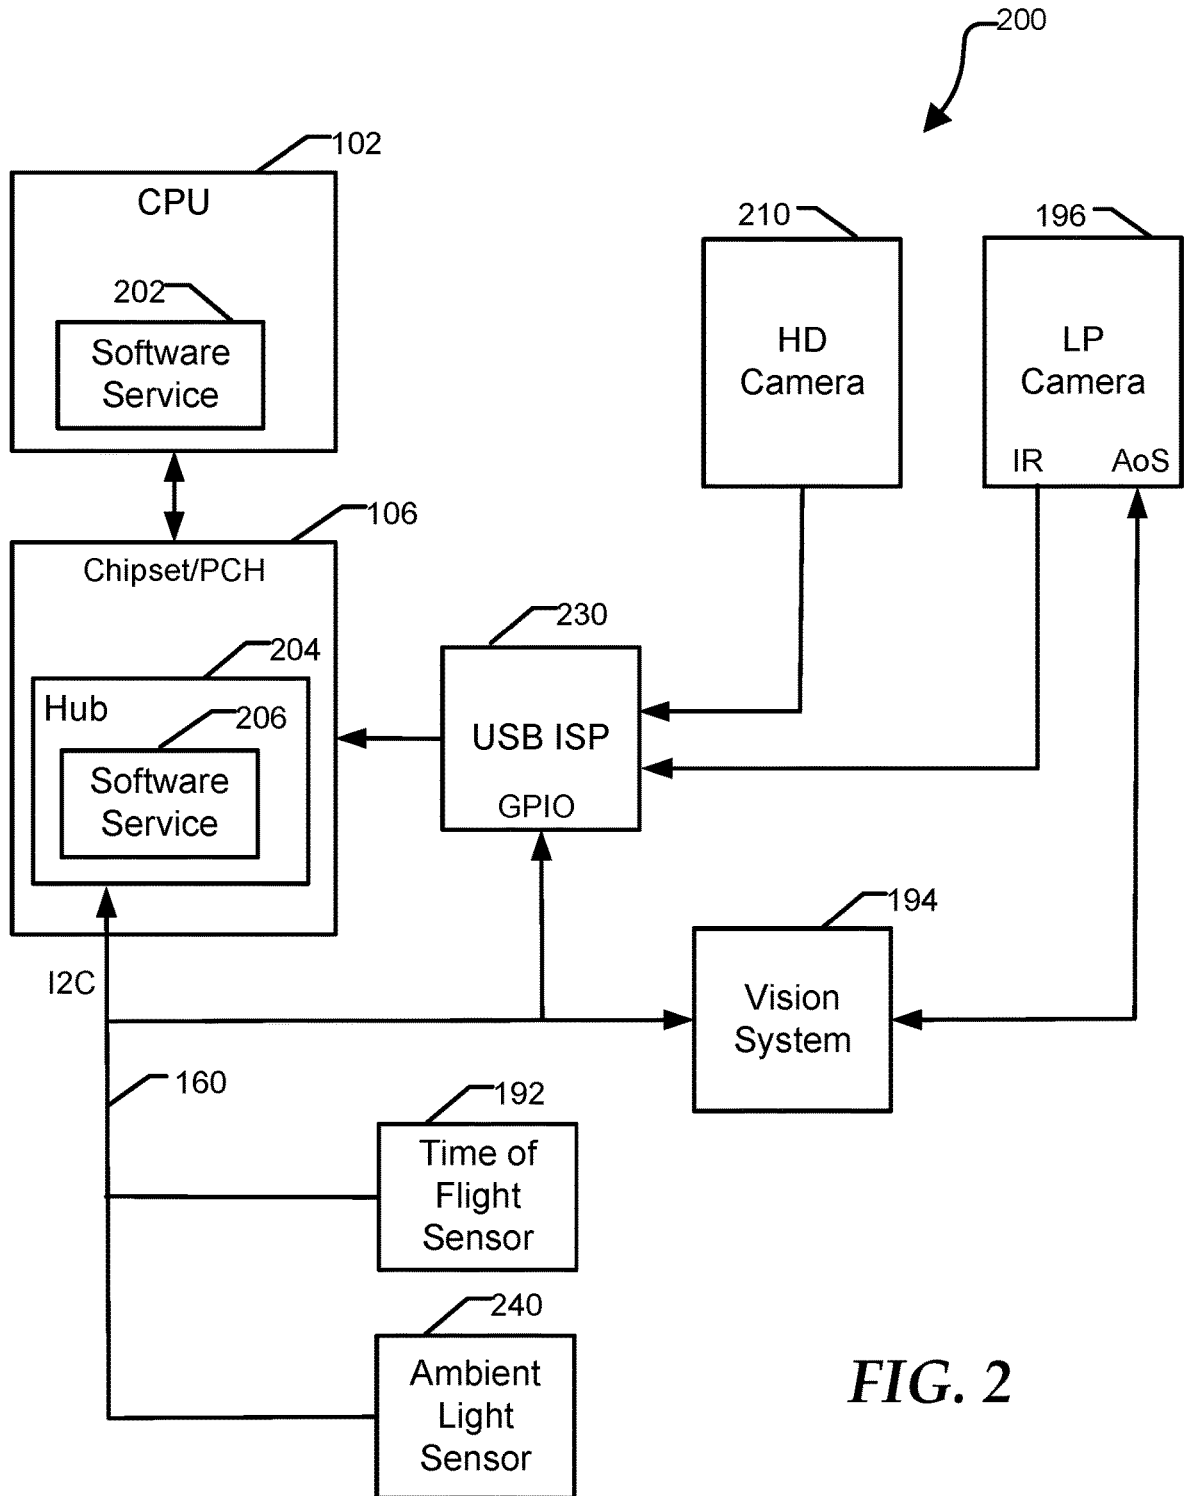 200
102
CPU
202
Software
Service
210
HD
Camera
196
LP
Camera
IR
AoS
106
Chipset/PCH
204
Hub
206
Software
Service
230
USB ISP
GPIO
I2C
194
Vision
System
160
192
Time of
Flight
Sensor
240
Ambient
Light
Sensor
FIG. 2